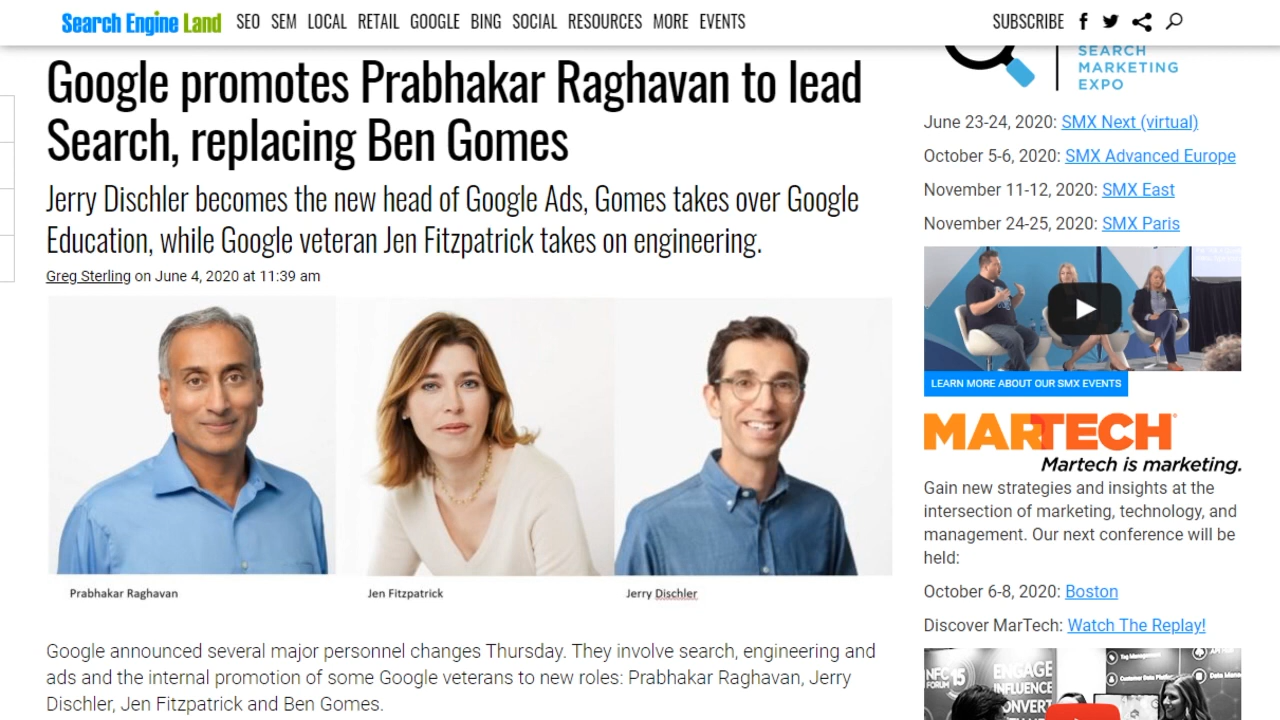 Search Engine Land
SEO SEM LOCAL RETAIL GOOGLE BING SOCIAL RESOURCES MORE EVENTS
SUBSCRIBE
Google promotes Prabhakar Raghavan to lead
Search, replacing Ben Gomes
Jerry Dischler becomes the new head of Google Ads, Gomes takes over Google
Education, while Google veteran Jen Fitzpatrick takes on engineering.
Greg Sterling on June 4, 2020 at 11:39 am
Prabhakar Raghavan
Jen Fitzpatrick
Jerry Dischler
Google announced several major personnel changes Thursday. They involve search, engineering and
ads and the internal promotion of some Google veterans to new roles: Prabhakar Raghavan, Jerry
Dischler, Jen Fitzpatrick and Ben Gomes.
SEARCH
MARKETING
EXPO
June 23-24, 2020: SMX Next (virtual)
October 5-6, 2020: SMX Advanced Europe
November 11-12, 2020: SMX East
November 24-25, 2020: SMX Paris
LEARN MORE ABOUT OUR SMX EVENTS
MARTECH
Martech is marketing.
Gain new strategies and insights at the
intersection of marketing, technology, and
management. Our next conference will be
held:
October 6-8, 2020: Boston
Discover MarTech: Watch The Replay!
NFC 15
FORUM
ENGAGE
INFLUENCE
Tag Management